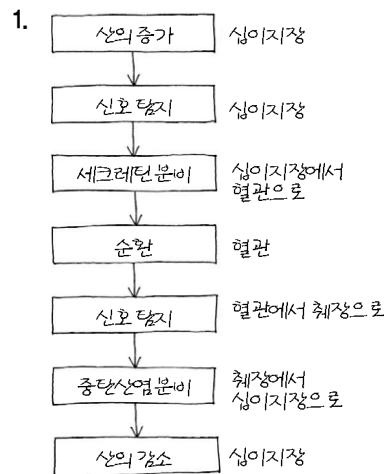 1.
산의 증가 십이지장
신호 탐지 십이지장
세크레틴 분비 십이지장에서
혈관으로
순환 혈관
신호 탐지 혈관에서 췌장으로
중탄산염 분비 췌장에서
십이지장으로
산의 감소 십이지장